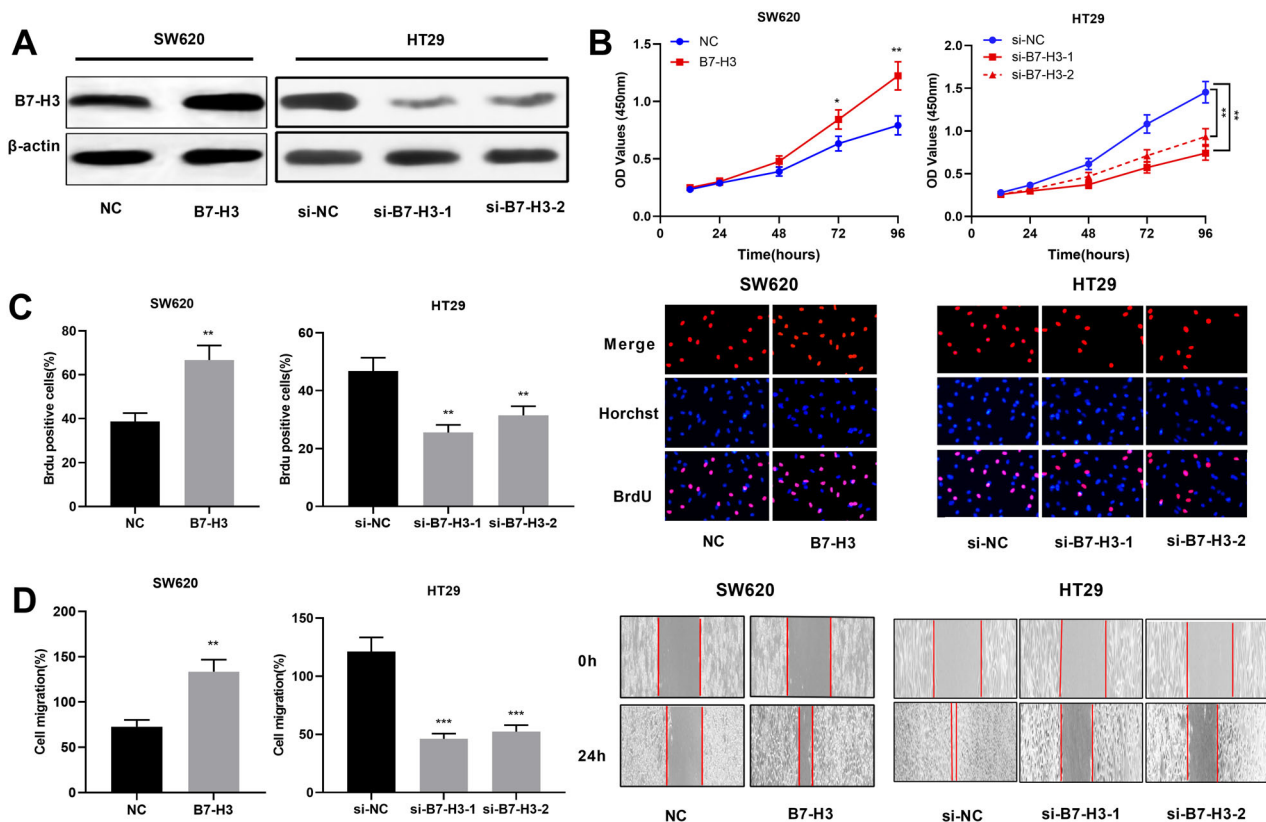 A
SW620
HT29
B7-H3
β-actin
NC
B7-H3
si-NC
si-B7-H3-1
si-B7-H3-2
B
SW620
NC
B7-H3
OD Values (450nm)
1.5
1.0
0.5
0.0
*
**
0
24
48
72
96
Time(hours)
HT29
si-NC
si-B7-H3-1
si-B7-H3-2
OD Values (450nm)
2.0
1.5
1.0
0.5
0.0
**
**
0
24
48
72
96
Time(hours)
C
SW620
Brdu positive cells(%)
80
60
40
20
0
**
NC
B7-H3
HT29
Brdu positive cells(%)
60
40
20
0
**
**
si-NC
si-B7-H3-1
si-B7-H3-2
SW620
HT29
Merge
Horchst
BrdU
NC
B7-H3
si-NC
si-B7-H3-1
si-B7-H3-2
D
SW620
Cell migration(%)
200
150
100
50
0
**
NC
B7-H3
HT29
Cell migration(%)
150
100
50
0
***
***
si-NC
si-B7-H3-1
si-B7-H3-2
SW620
HT29
0h
24h
NC
B7-H3
si-NC
si-B7-H3-1
si-B7-H3-2